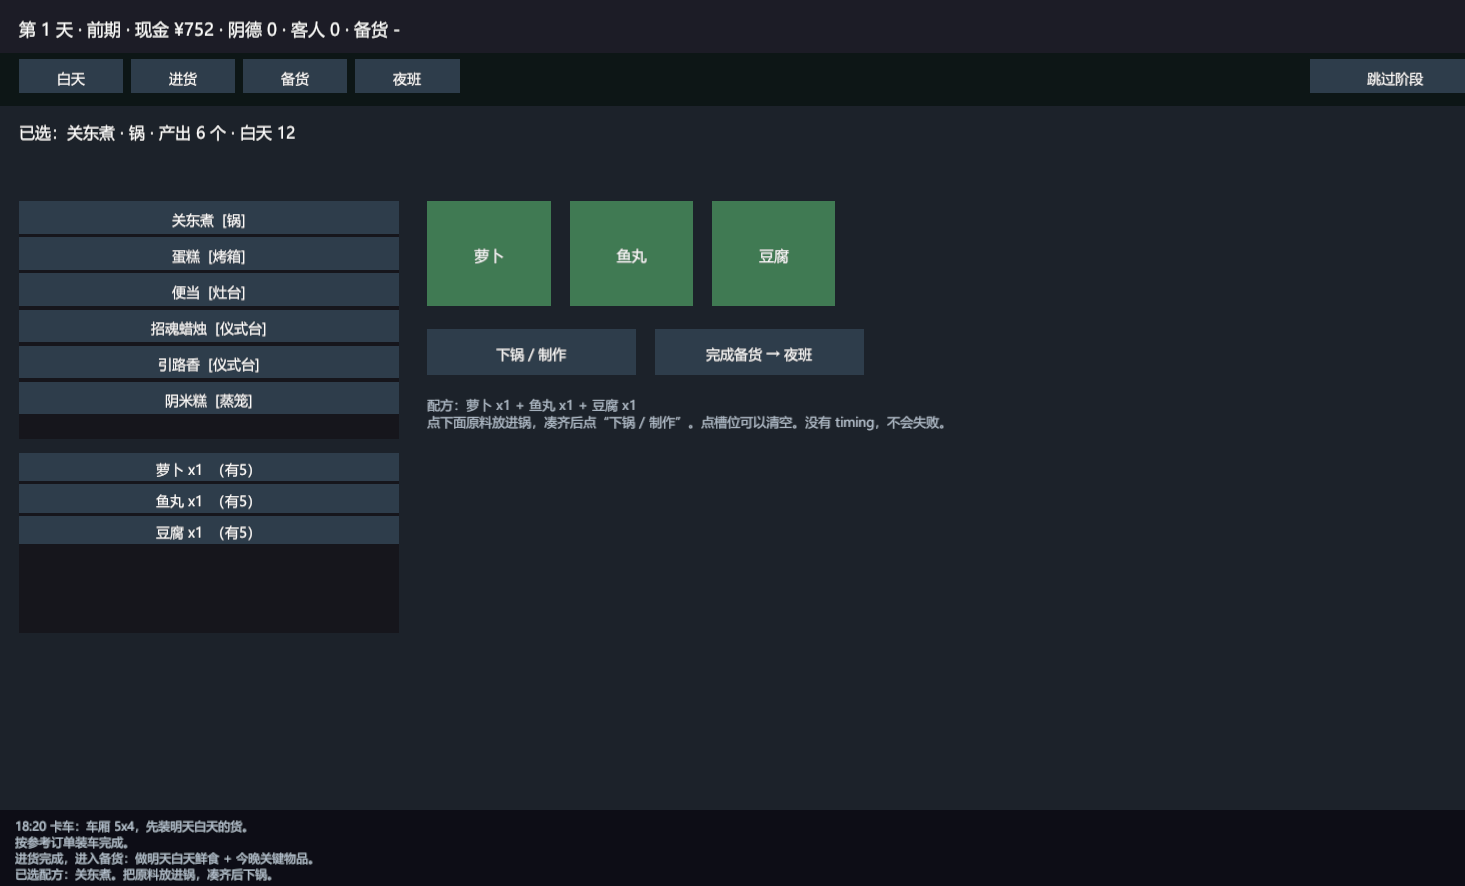 第 1 天 · 前期 · 现金 ¥752 · 阴德 0 · 客人 0 · 备货 -
白天
进货
备货
夜班
跳过阶段
已选：关东煮 · 锅 · 产出 6 个 · 白天 12
关东煮 [锅]
蛋糕 [烤箱]
便当 [灶台]
招魂蜡烛 [仪式台]
引路香 [仪式台]
阴米糕 [蒸笼]
萝卜
鱼丸
豆腐
下锅 / 制作
完成备货 → 夜班
配方：萝卜 x1 + 鱼丸 x1 + 豆腐 x1
点下面原料放进锅，凑齐后点“下锅 / 制作”。点槽位可以清空。没有 timing，不会失败。
萝卜 x1 （有5）
鱼丸 x1 （有5）
豆腐 x1 （有5）
18:20 卡车：车厢 5x4，先装明天白天的货。
按参考订单装车完成。
进货完成，进入备货：做明天白天鲜食 + 今晚关键物品。
已选配方：关东煮。把原料放进锅，凑齐后下锅。